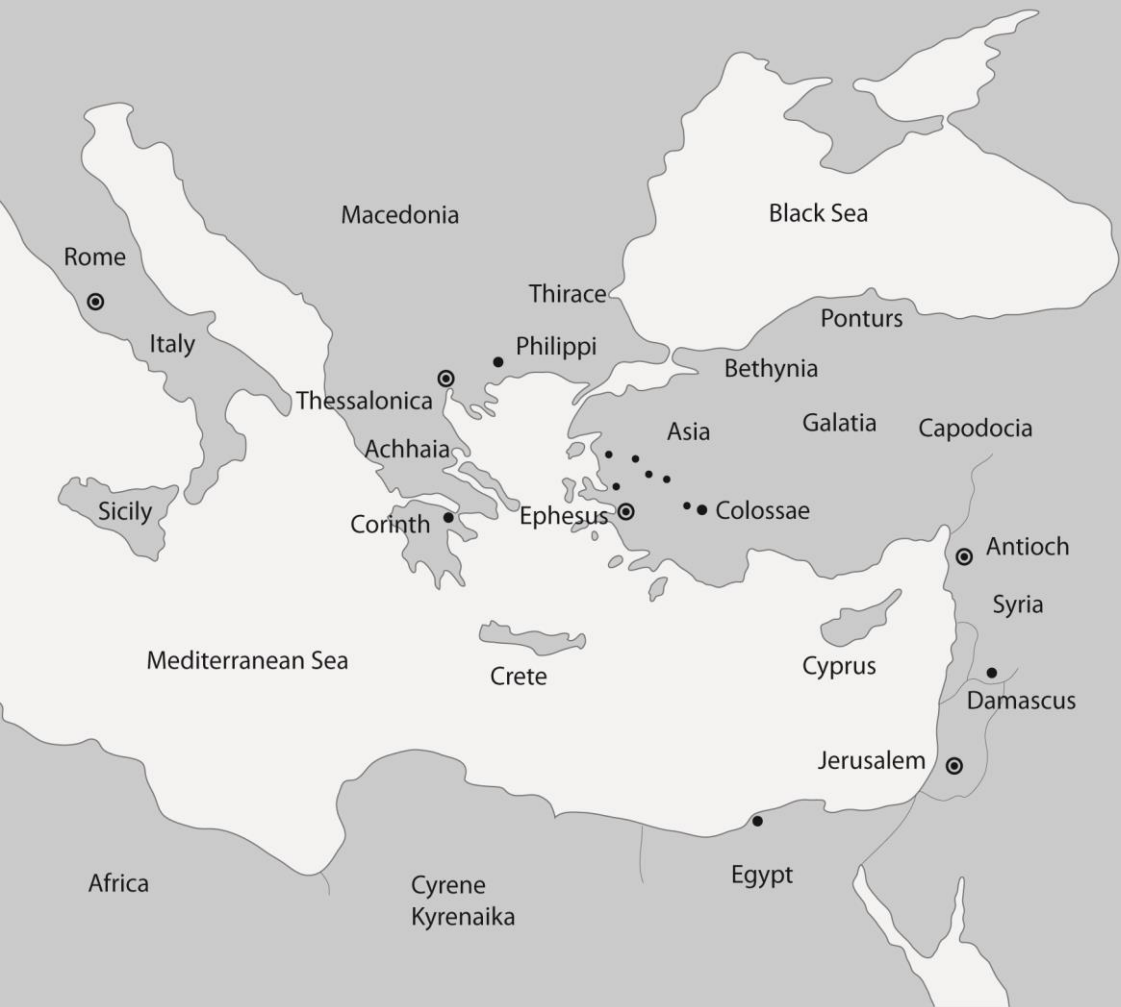 Macedonia
Black Sea
Rome
Thirace
Ponturs
Italy
Philippi
Bethynia
Thessalonica
Asia
Galatia
Capodocia
Achhaia
Sicily
Corinth
Ephesus
Colossae
Antioch
Syria
Mediterranean Sea
Crete
Cyprus
Damascus
Jerusalem
Africa
Cyrene
Kyrenaika
Egypt